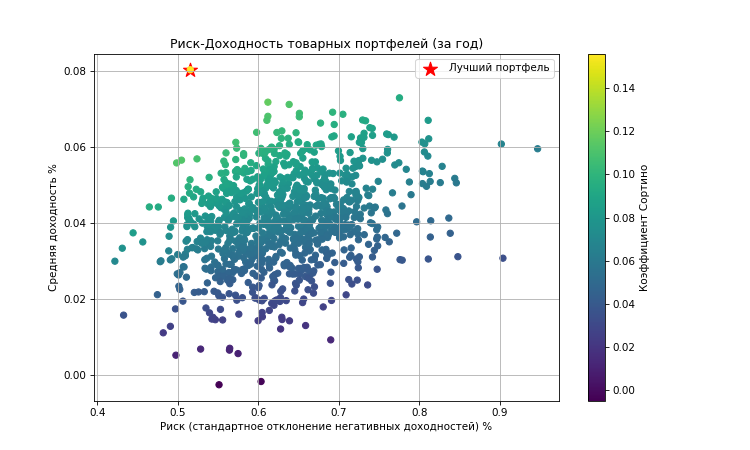 Риск-Доходность товарных портфелей (за год)
Лучший портфель
Средняя доходность %
0.08
0.06
0.04
0.02
0.00
0.4 0.5 0.6 0.7 0.8 0.9
Риск (стандартное отклонение негативных доходностей) %
0.14
0.12
0.10
0.08
0.06
0.04
0.02
0.00
Коэффициент Сортино